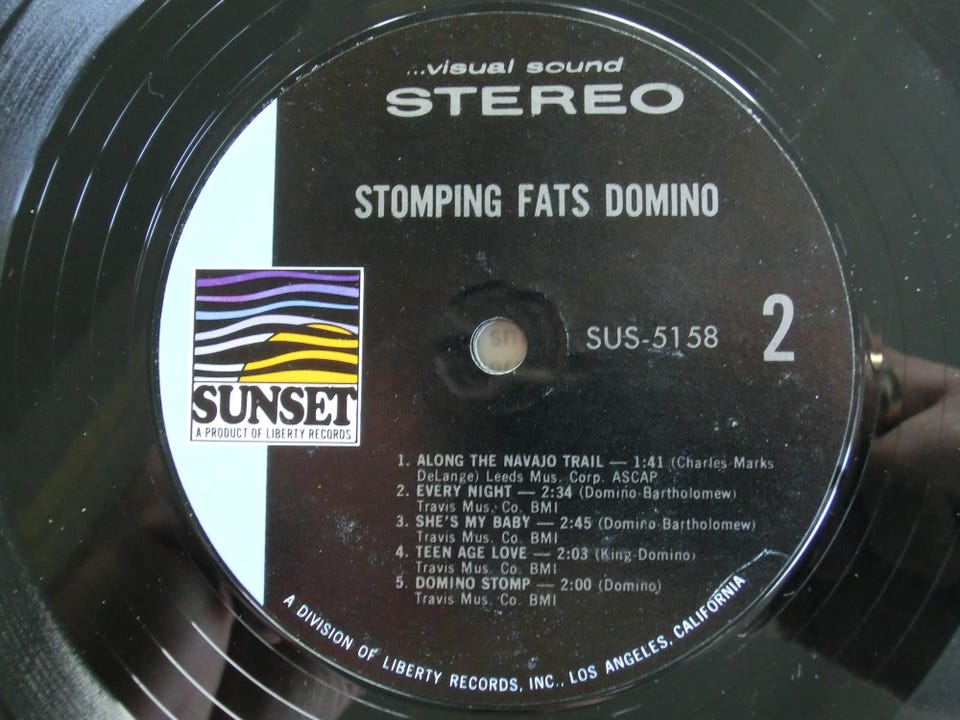 ...visual sound
STEREO
STOMPING FATS DOMINO
SUS-5158
2
SUNSET
A PRODUCT OF LIBERTY RECORDS
1. ALONG THE NAVAJO TRAIL — 1:41 (Charles-Marks
DeLange) Leeds Mus. Corp. ASCAP
2. EVERY NIGHT — 2:34 (Domino-Bartholomew)
Travis Mus. Co. BMI
3. SHE'S MY BABY — 2:45 (Domino-Bartholomew)
Travis Mus. Co. BMI
4. TEEN AGE LOVE — 2:03 (King-Domino)
Travis Mus. Co. BMI
5. DOMINO STOMP — 2:00 (Domino)
Travis Mus. Co. BMI
A DIVISION OF LIBERTY RECORDS, INC., LOS ANGELES, CALIFORNIA